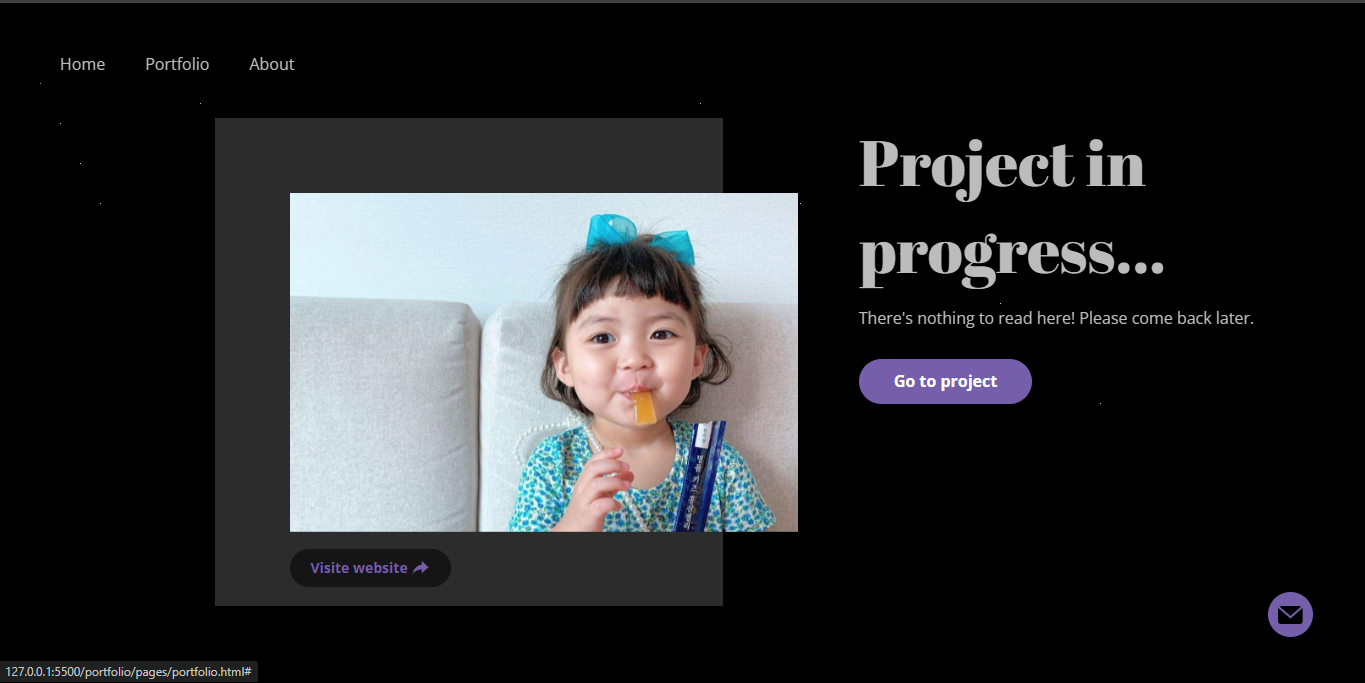 Home Portfolio About
Project in
progress...
There's nothing to read here! Please come back later.
Go to project
Visite website
127.0.0.1:5500/portfolio/pages/portfolio.html#